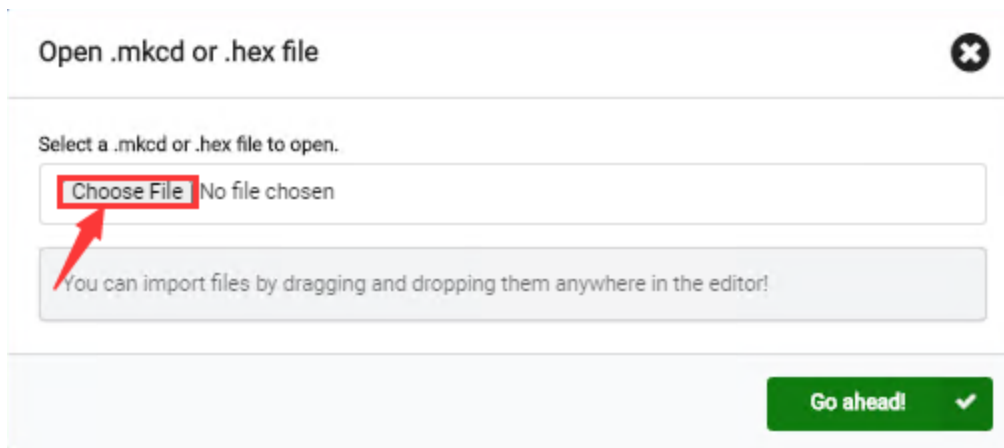 Open .mkcd or .hex file
Select a .mkcd or .hex file to open.
Choose File No file chosen
You can import files by dragging and dropping them anywhere in the editor!
Go ahead!